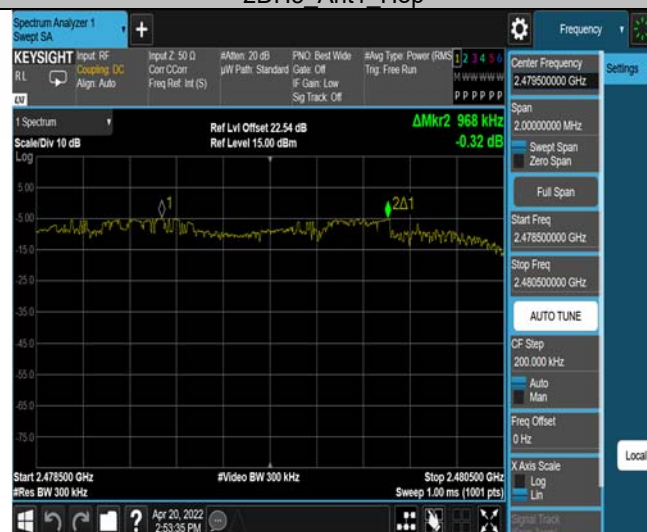 2DH5_Ant1_Hop
Spectrum Analyzer 1
Swept SA
Frequency
KEYSIGHT
RL
LXI
Input: RF
Coupling: DC
Align: Auto
Input Z: 50 Ω
Corr CCorr
Freq Ref: Int (S)
#Atten: 20 dB
µW Path: Standard
PNO: Best Wide
Gate: Off
IF Gain: Low
Sig Track: Off
#Avg Type: Power (RMS
Trig: Free Run
1 2 3 4 5 6
M w w w w w
P P P P P P
1 Spectrum
Scale/Div 10 dB
Log
Ref Lvl Offset 22.54 dB
Ref Level 15.00 dBm
ΔMkr2 968 kHz
-0.32 dB
5.00
-5.00
-15.0
-25.0
-35.0
-45.0
-55.0
-65.0
-75.0
1
2Δ1
Start 2.478500 GHz
#Res BW 300 kHz
#Video BW 300 kHz
Stop 2.480500 GHz
Sweep 1.00 ms (1001 pts)
Apr 20, 2022
2:53:35 PM
Center Frequency
2.479500000 GHz
Settings
Span
2.00000000 MHz
Swept Span
Zero Span
Full Span
Start Freq
2.478500000 GHz
Stop Freq
2.480500000 GHz
AUTO TUNE
CF Step
200.000 kHz
Auto
Man
Freq Offset
0 Hz
X Axis Scale
Log
Lin
Local
Signal Track